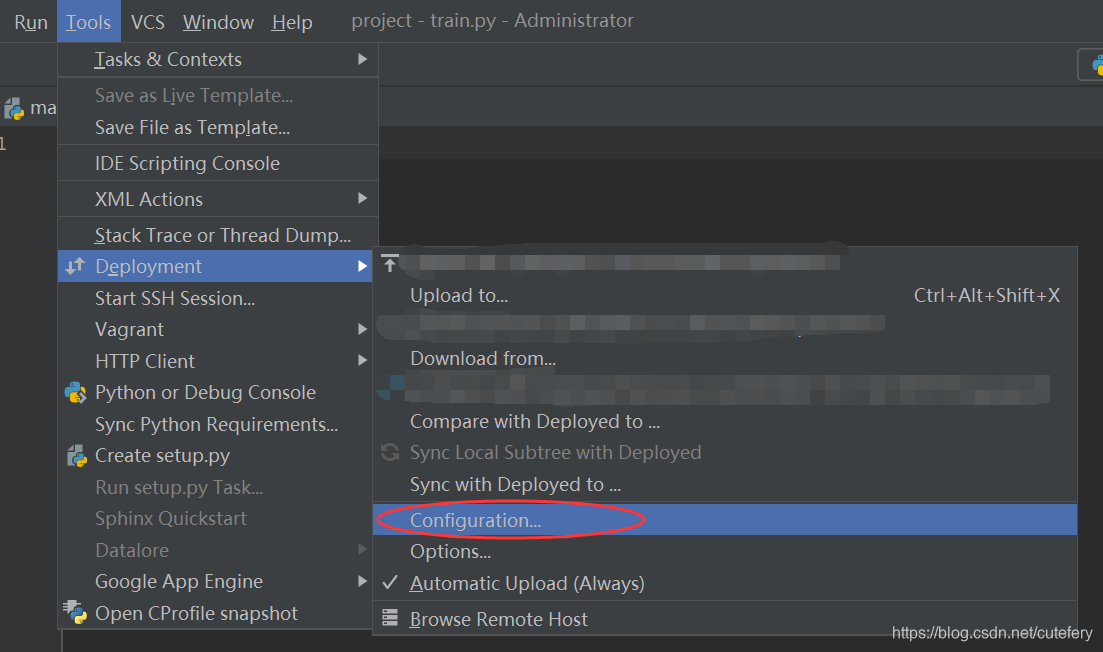 Run Tools VCS Window Help project - train.py - Administrator
Tasks & Contexts
Save as Live Template...
ma
Save File as Template...
1
IDE Scripting Console
XML Actions
Stack Trace or Thread Dump...
Deployment
Start SSH Session...
Vagrant
HTTP Client
Python or Debug Console
Sync Python Requirements...
Create setup.py
Run setup.py Task...
Sphinx Quickstart
Datalore
Google App Engine
Open CProfile snapshot
Upload to... Ctrl+Alt+Shift+X
Download from...
Compare with Deployed to ...
Sync Local Subtree with Deployed
Sync with Deployed to ...
Configuration...
Options...
Automatic Upload (Always)
Browse Remote Host
https://blog.csdn.net/cutefery